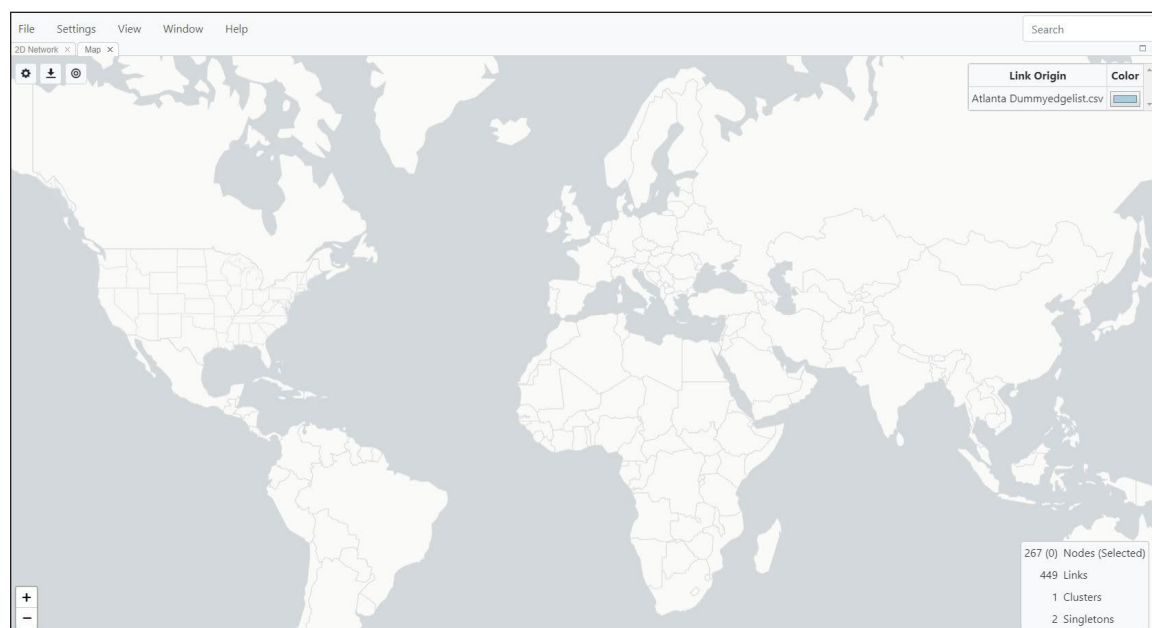 File Settings View Window Help Search
2D Network × Map ×
Link Origin Color
Atlanta Dummyedgelist.csv
267 (0) Nodes (Selected)
449 Links
1 Clusters
2 Singletons
+
−